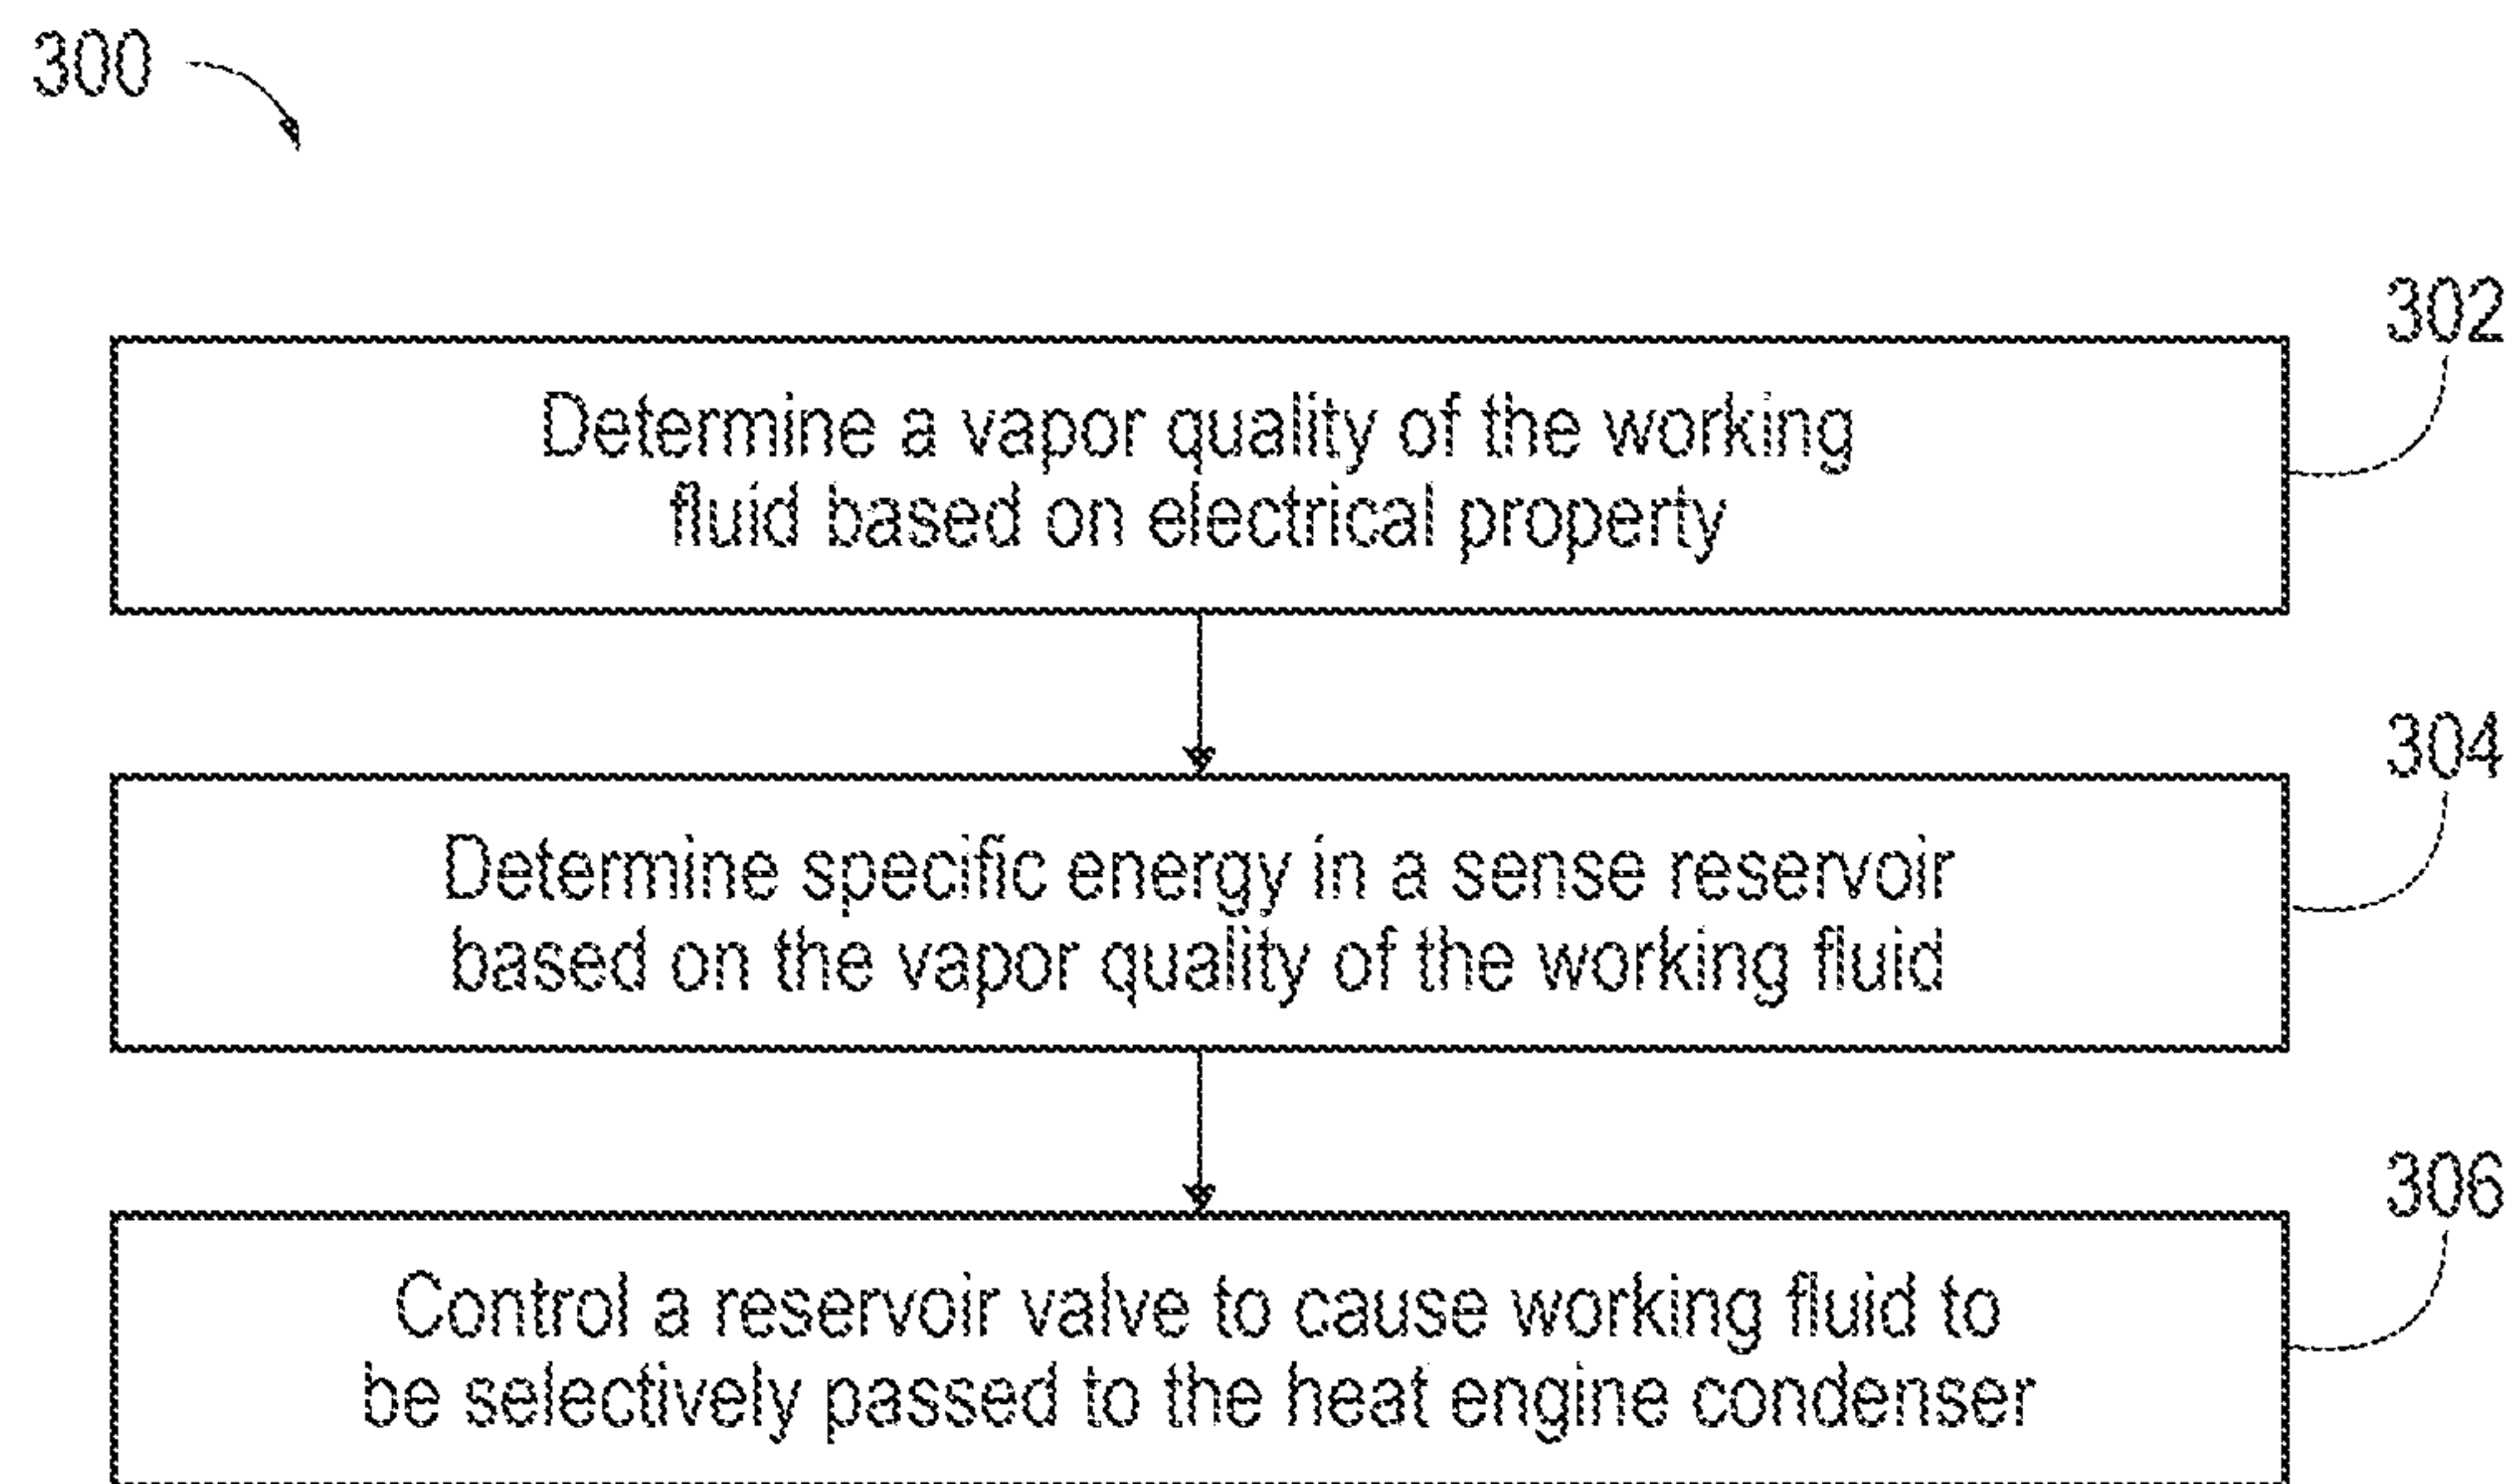 300
302
Determine a vapor quality of the working
fluid based on electrical property
304
Determine specific energy in a sense reservoir
based on the vapor quality of the working fluid
306
Control a reservoir valve to cause working fluid to
be selectively passed to the heat engine condenser